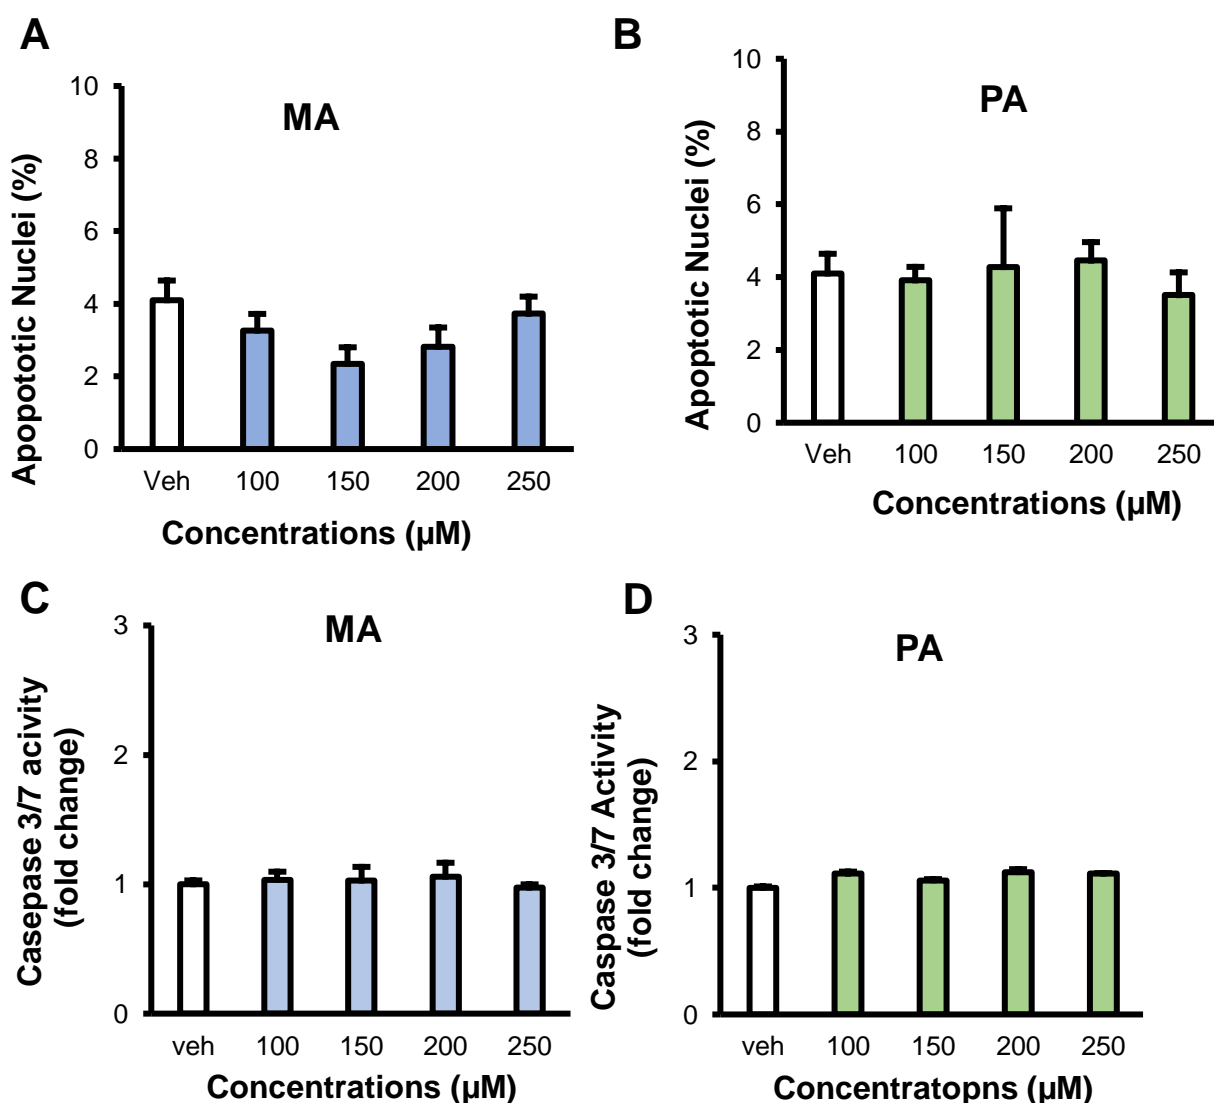 A
MA
Apopototic Nuclei (%)
10
8
6
4
2
0
Veh 100 150 200 250
Concentrations (µM)
B
PA
Apoptotic Nuclei (%)
10
8
6
4
2
0
Veh 100 150 200 250
Concentrations (µM)
C
MA
Casepase 3/7 acivity
(fold change)
3
2
1
0
veh 100 150 200 250
Concentrations (µM)
D
PA
Caspase 3/7 Activity
(fold change)
3
2
1
0
veh 100 150 200 250
Concentratopns (µM)